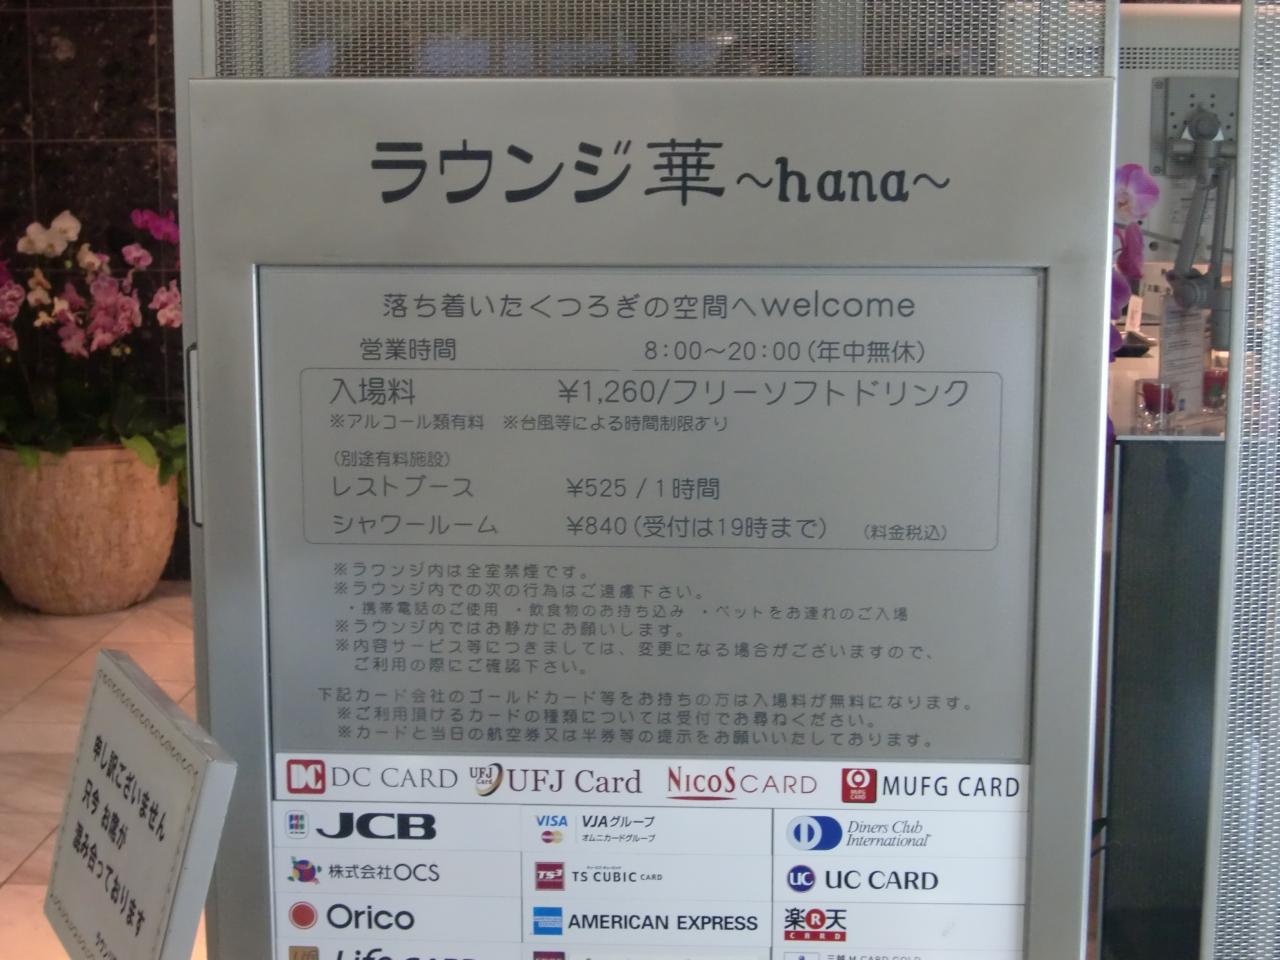 ラウンジ 華 ～hana～
落ち着いたくつろぎの空間へwelcome
営業時間 8:00～20:00(年中無休)
入場料 ¥1,260/フリーソフトドリンク
※アルコール類有料 ※台風等による時間制限あり
(別途有料施設)
レストブース ¥525 / 1時間
シャワールーム ¥840(受付は19時まで) (料金税込)
※ラウンジ内は全室禁煙です。
※ラウンジ内での次の行為はご遠慮下さい。
・携帯電話のご使用 ・飲食物のお持ち込み ・ペットをお連れのご入場
※ラウンジ内ではお静かにお願いします。
※内容サービス等につきましては、変更になる場合がございますので、
ご利用の際にご確認下さい。
下記カード会社のゴールドカード等をお持ちの方は入場料が無料になります。
※ご利用頂けるカードの種類については受付でお尋ねください。
※カードと当日の航空券又は半券等の提示をお願いいたしております。
DC DC CARD UFJ Card UFJ Card NICOS CARD MUFG CARD MUFG CARD
JCB JCB VISA VJAグループ Diners Club
オムニカードグループ International
株式会社OCS TS3 TS CUBIC CARD UC UC CARD
Orico AMERICAN EXPRESS 楽天
CARD
Life CARD
申し訳ございません
只今 お席が
混み合っております